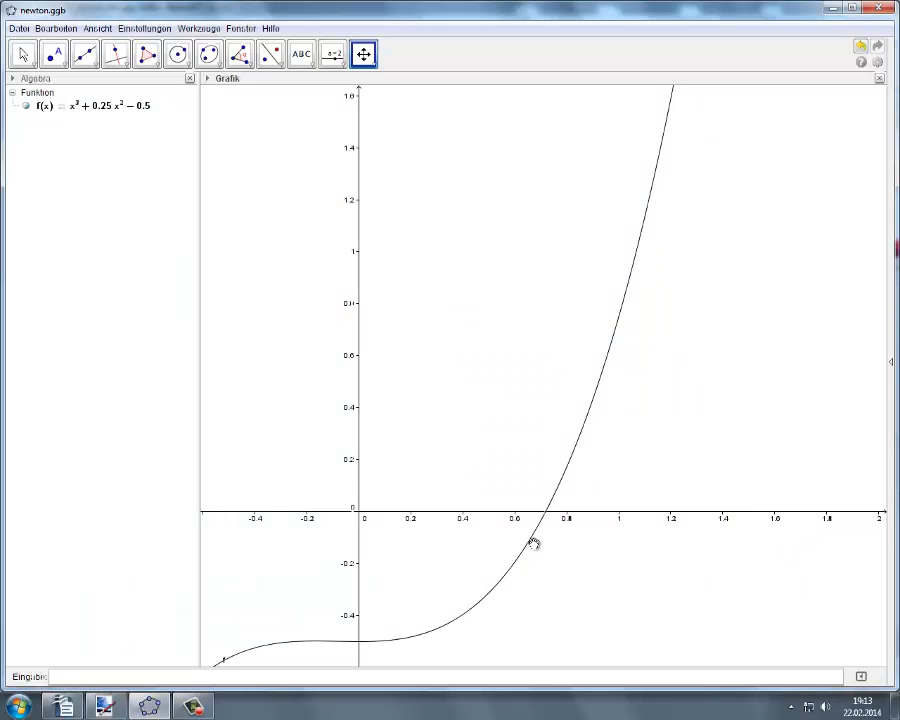 newton.ggb
Datei Bearbeiten Ansicht Einstellungen Werkzeuge Fenster Hilfe
A ABC a=2
Algebra
Grafik
Funktion
f(x) = x³ + 0.25 x² − 0.5
1.6
1.4
1.2
1
0.8
0.6
0.4
0.2
0
-0.4 -0.2 0 0.2 0.4 0.6 0.8 1 1.2 1.4 1.6 1.8 2
-0.2
-0.4
f
Eingabe:
19:13
22.02.2014